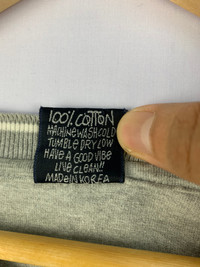 100% COTTON
MACHINE WASH COLD
TUMBLE DRY LOW
HAVE A GOOD VIBE
LIVE CLEAN!!
MADE IN KOREA